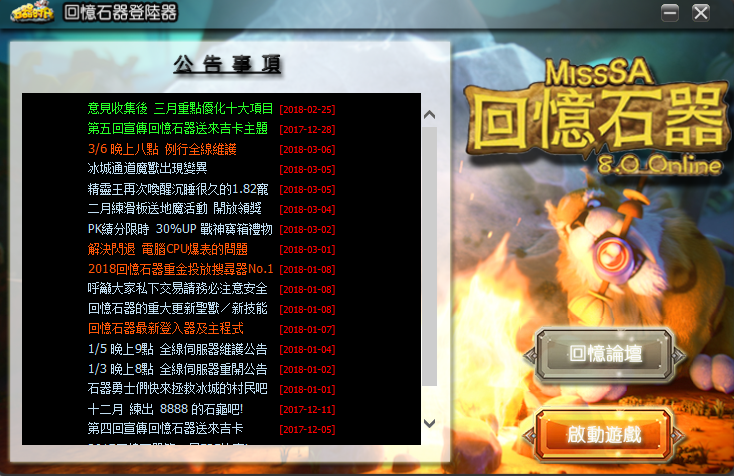 回憶石器登陸器
公告事項
意見收集後 三月重點優化十大項目 [2018-02-25]
第五回宣傳回憶石器送來吉卡主題 [2017-12-28]
3/6 晚上八點 例行全線維護 [2018-03-06]
冰城通道魔獸出現變異 [2018-03-05]
精靈王再次喚醒沉睡很久的1.82竉 [2018-03-05]
二月練滑板送地魔活動 開放領獎 [2018-03-04]
PK績分限時 30%UP 戰神寶箱禮物 [2018-03-02]
解決閃退 電腦CPU爆表的問題 [2018-03-01]
2018回憶石器重金投放搜尋器No.1 [2018-01-08]
呼籲大家私下交易請務必注意安全 [2018-01-08]
回憶石器的重大更新聖獸／新技能 [2018-01-08]
回憶石器最新登入器及主程式 [2018-01-07]
1/5 晚上9點 全線伺服器維護公告 [2018-01-04]
1/3 晚上8點 全線伺服器重開公告 [2018-01-02]
石器勇士們快來拯救冰城的村民吧 [2018-01-01]
十二月 練出 8888 的石龜吧! [2017-12-11]
第四回宣傳回憶石器送來吉卡 [2017-12-05]
MissSA
回憶石器
8.0 Online
回憶論壇
啟動遊戲